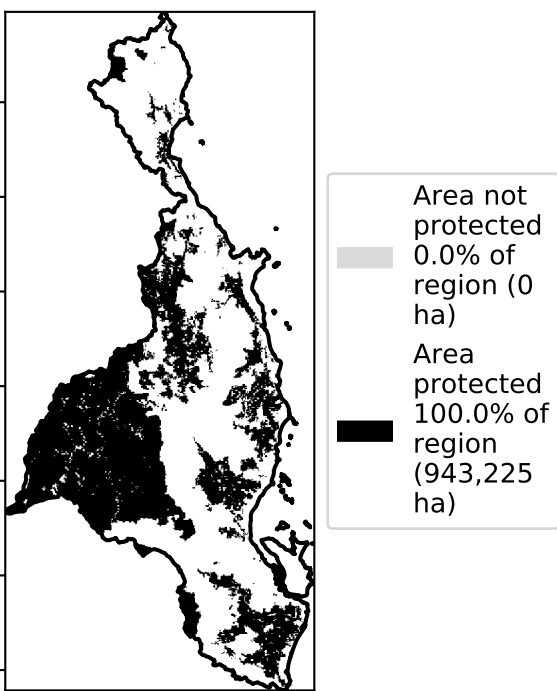 Area not
protected
0.0% of
region (0
ha)
Area
protected
100.0% of
region
(943,225
ha)